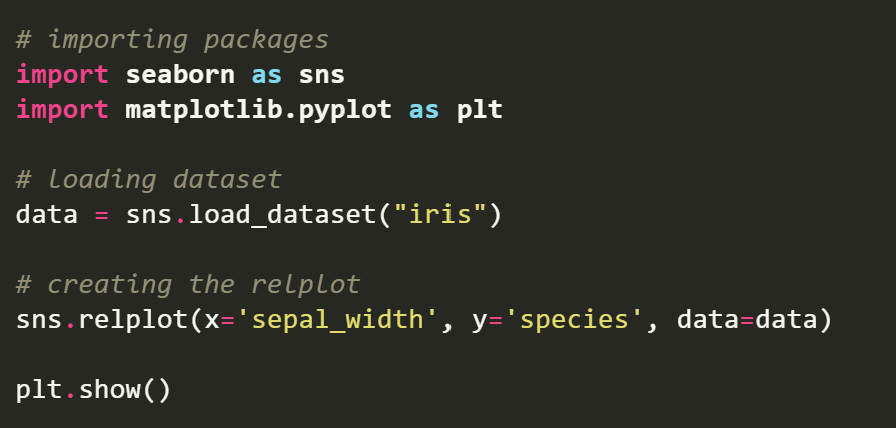 # importing packages
import seaborn as sns
import matplotlib.pyplot as plt
# loading dataset
data = sns.load_dataset("iris")
# creating the relplot
sns.relplot(x='sepal_width', y='species', data=data)
plt.show()